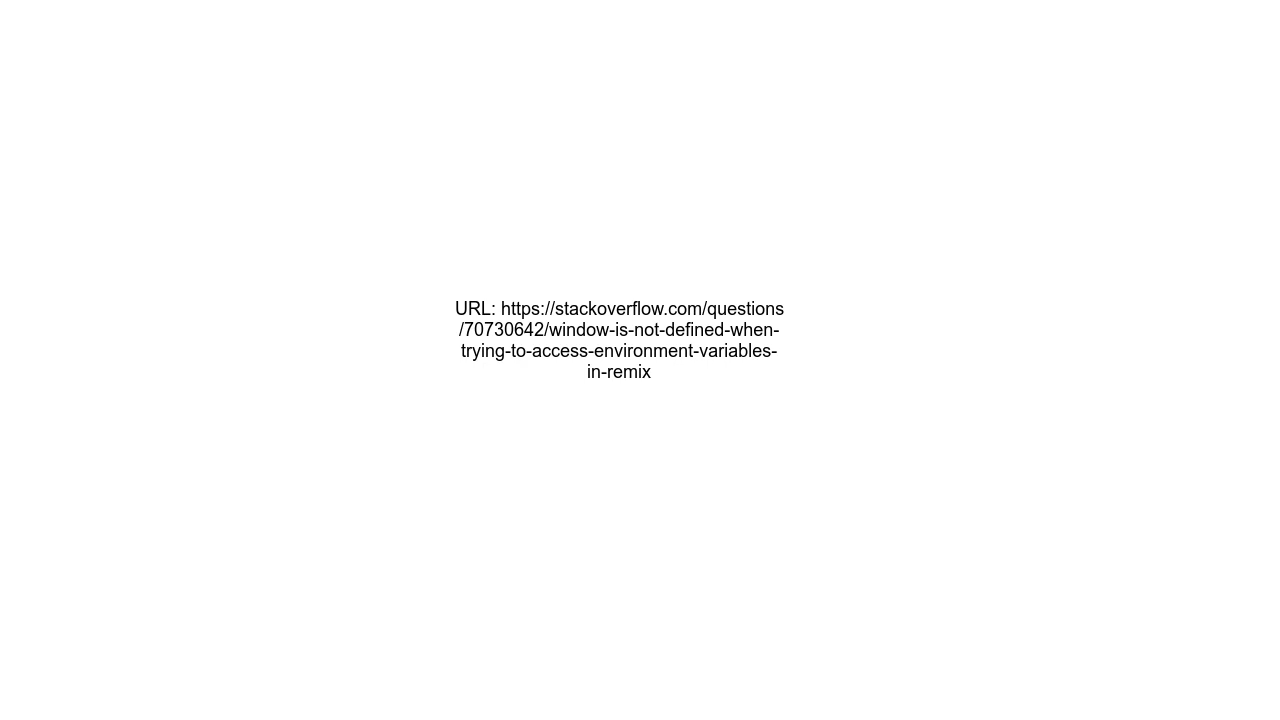 URL: https://stackoverflow.com/questions
/70730642/window-is-not-defined-when-
trying-to-access-environment-variables-
in-remix